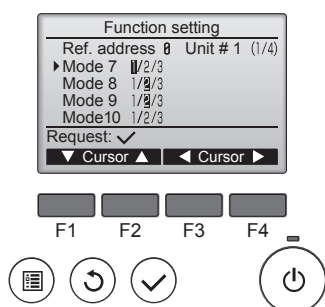 Function setting
Ref. address 0 Unit # 1 (1/4)
Mode 7 1/2/3
Mode 8 1/2/3
Mode 9 1/2/3
Mode10 1/2/3
Request: ✓
▼ Cursor ▲ ◀ Cursor ▶
F1 F2 F3 F4